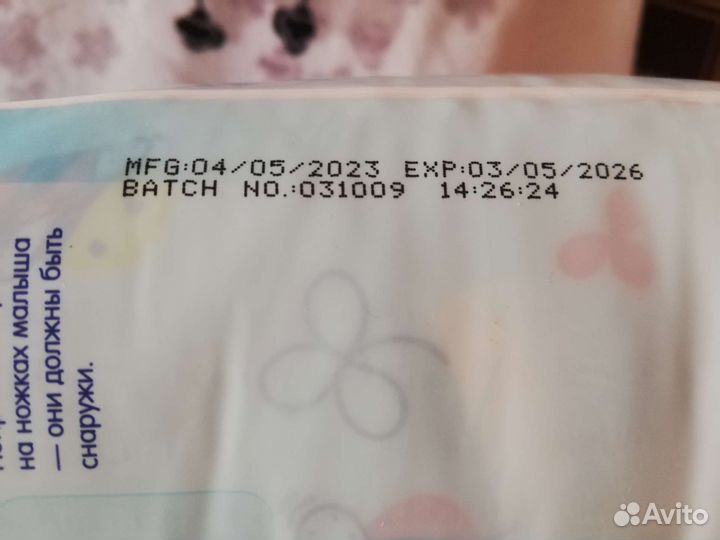 MFG:04/05/2023 EXP:03/05/2026
BATCH NO.:031009 14:26:24
на ножках малыша
— они должны быть
снаружи.
Avito